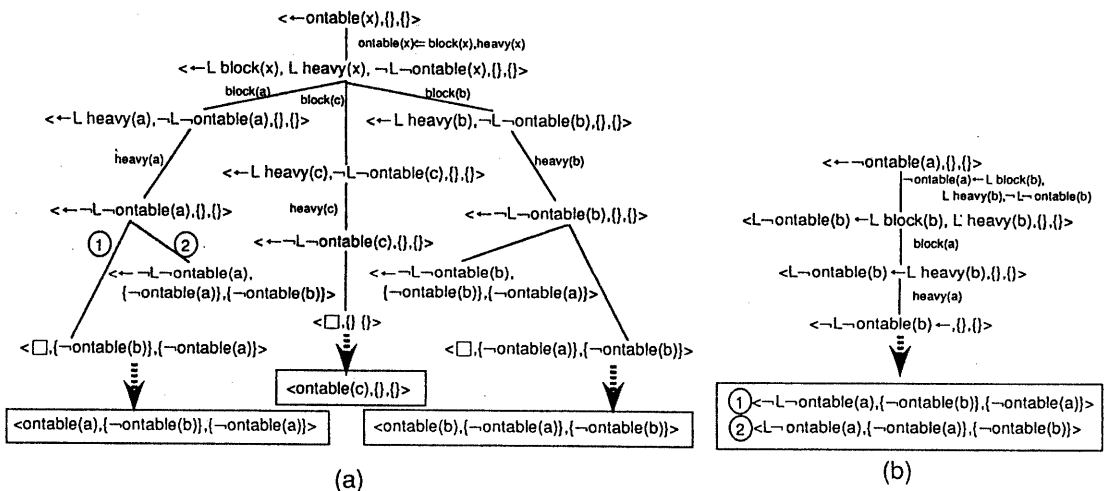 <←ontable(x),{},{}>
ontable(x)⇐ block(x),heavy(x)
<←L block(x), L heavy(x), ¬L¬ontable(x),{},{}>
block(a)
block(c)
block(b)
<←L heavy(a),¬L¬ontable(a),{},{}>
<←L heavy(b),¬L¬ontable(b),{},{}>
heavy(a)
<←L heavy(c),¬L¬ontable(c),{},{}>
heavy(b)
heavy(c)
<←¬L¬ontable(a),{},{}>
<←¬L¬ontable(b),{},{}>
1
2
<←¬L¬ontable(c),{},{}>
<←¬L¬ontable(a),
{¬ontable(a)},{¬ontable(b)}>
<←¬L¬ontable(b),
{¬ontable(b)},{¬ontable(a)}>
<□,{} {}>
<□,{¬ontable(b)},{¬ontable(a)}>
<□,{¬ontable(a)},{¬ontable(b)}>
<ontable(c),{},{}>
<ontable(a),{¬ontable(b)},{¬ontable(a)}>
<ontable(b),{¬ontable(a)},{¬ontable(b)}>
(a)
<←¬ontable(a),{},{}>
¬ontable(a)←L block(b),
L heavy(b),¬L¬ontable(b)
<L¬ontable(b) ←L block(b), L heavy(b),{},{}>
block(a)
<L¬ontable(b) ←L heavy(b),{},{}>
heavy(a)
<¬L¬ontable(b) ←,{},{}>
1 <¬L¬ontable(a),{¬ontable(b)},{¬ontable(a)}>
2 <L¬ontable(a),{¬ontable(a)},{¬ontable(b)}>
(b)